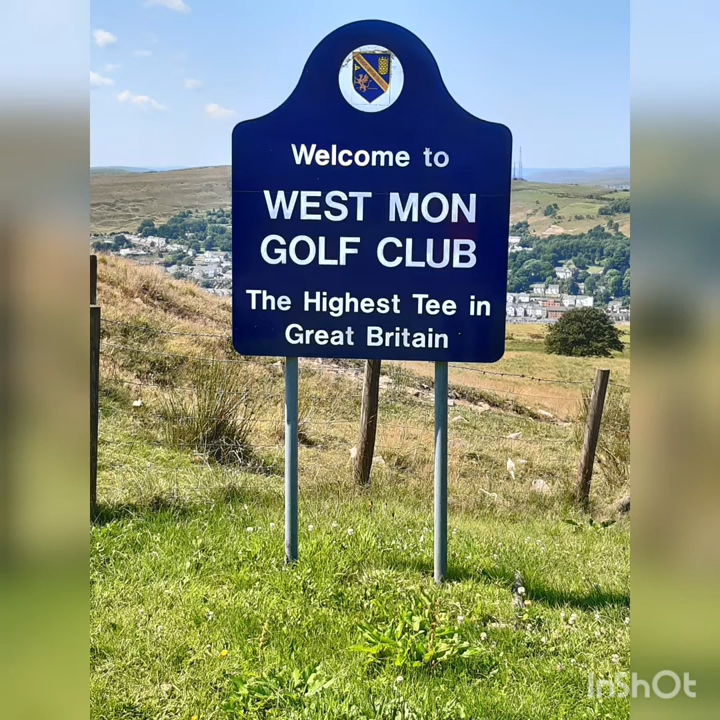 Welcome to
WEST MON
GOLF CLUB
The Highest Tee in
Great Britain
InShOt